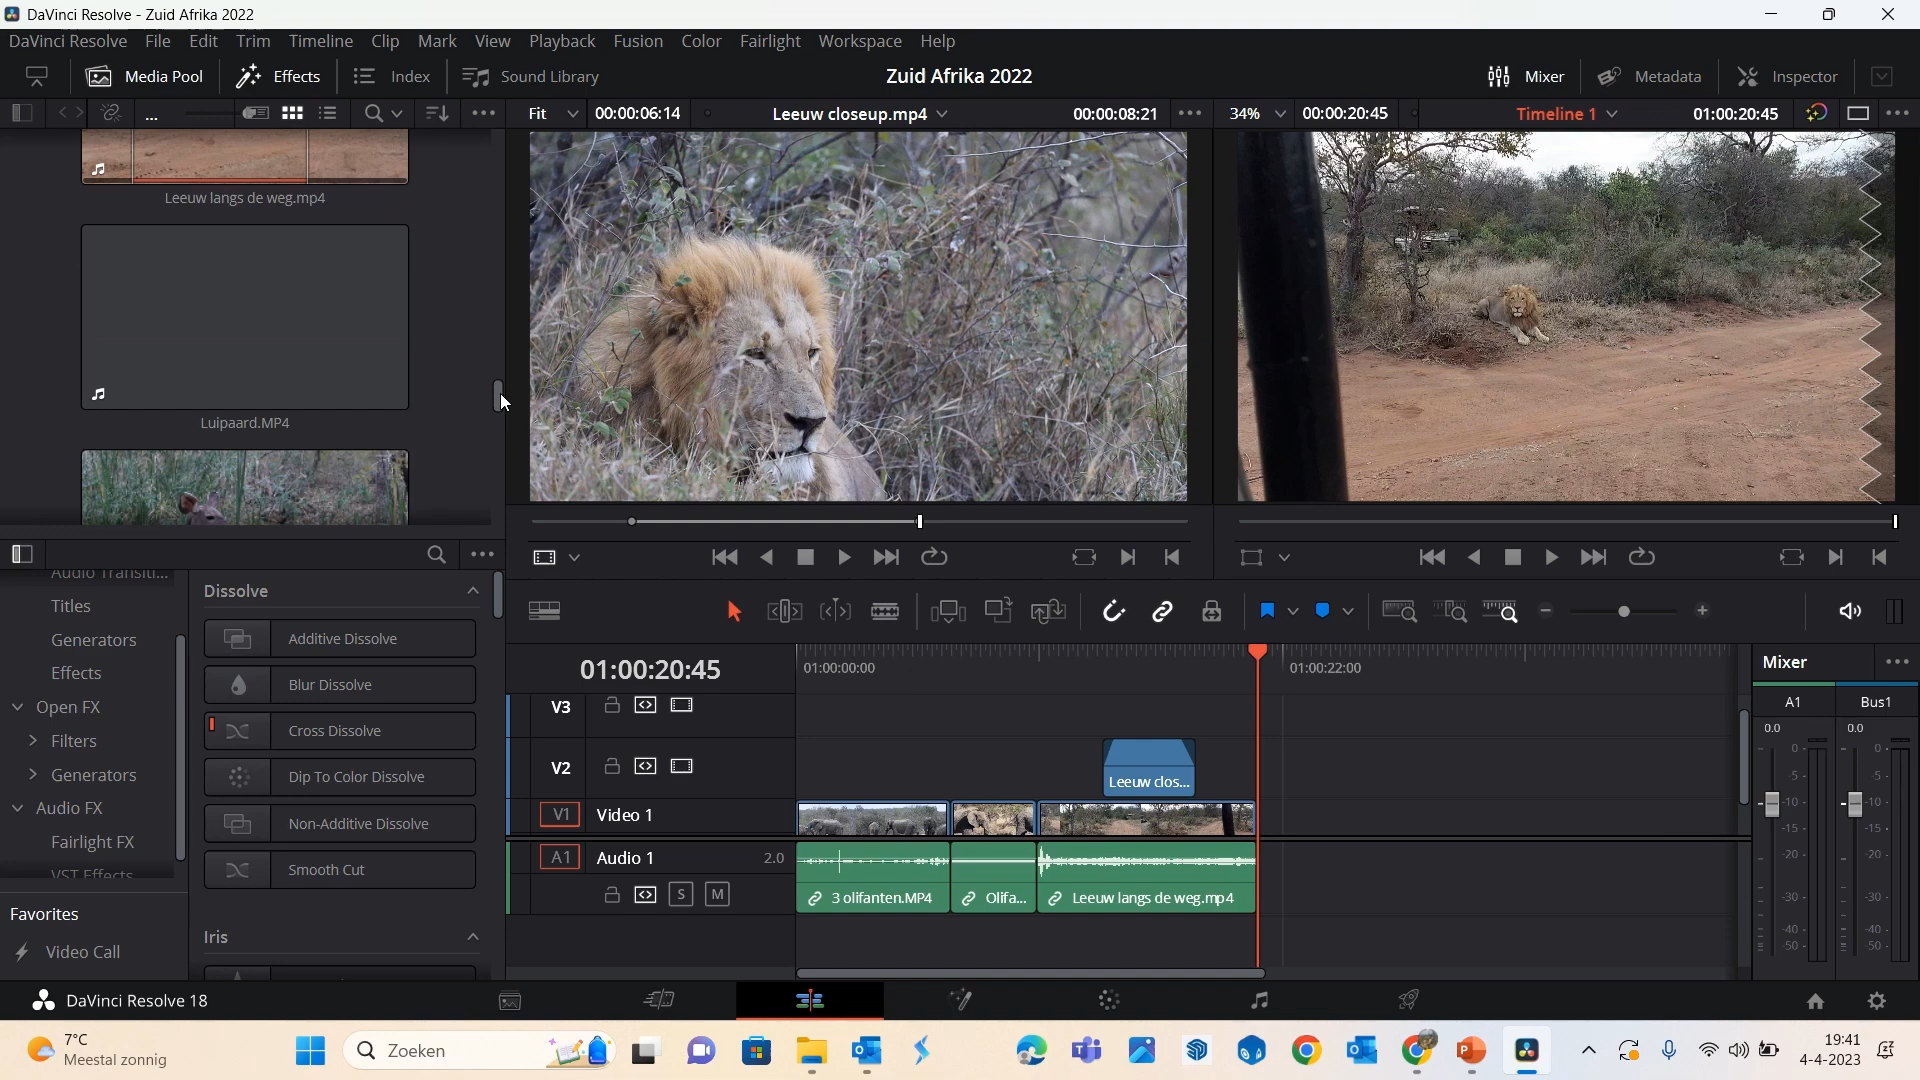 DaVinci Resolve - Zuid Afrika 2022
DaVinci Resolve File Edit Trim Timeline Clip Mark View Playback Fusion Color Fairlight Workspace Help
Media Pool Effects Index Sound Library Zuid Afrika 2022 Mixer Metadata Inspector
... Fit 00:00:06:14 Leeuw closeup.mp4 00:00:08:21 34% 00:00:20:45 Timeline 1 01:00:20:45
Leeuw langs de weg.mp4
Luipaard.MP4
Audio Transiti...
Titles
Generators
Effects
Open FX
Filters
Generators
Audio FX
Fairlight FX
VST Effects
Favorites
Video Call
Dissolve
Additive Dissolve
Blur Dissolve
Cross Dissolve
Dip To Color Dissolve
Non-Additive Dissolve
Smooth Cut
Iris
01:00:20:45 01:00:00:00 01:00:22:00
V3
V2 Leeuw clos...
V1 Video 1
A1 Audio 1 2.0
S M 3 olifanten.MP4 Olifa... Leeuw langs de weg.mp4
Mixer
A1 Bus1
0.0 0.0
0 0
-5 -5
-10 -10
-15 -15
-20 -20
-30 -30
-40 -40
-50 -50
DaVinci Resolve 18
7°C
Meestal zonnig
Zoeken
19:41
4-4-2023